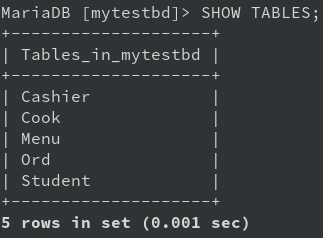 MariaDB [mytestbd]> SHOW TABLES;
+--------------------+
| Tables_in_mytestbd |
+--------------------+
| Cashier            |
| Cook               |
| Menu               |
| Ord                |
| Student            |
+--------------------+
5 rows in set (0.001 sec)